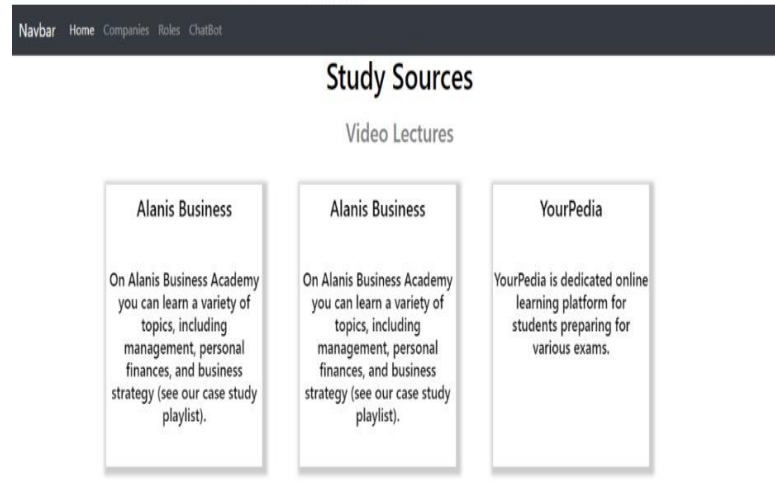 Navbar Home Companies Roles ChatBot
Study Sources
Video Lectures
Alanis Business
On Alanis Business Academy
you can learn a variety of
topics, including
management, personal
finances, and business
strategy (see our case study
playlist).
Alanis Business
On Alanis Business Academy
you can learn a variety of
topics, including
management, personal
finances, and business
strategy (see our case study
playlist).
YourPedia
YourPedia is dedicated online
learning platform for
students preparing for
various exams.